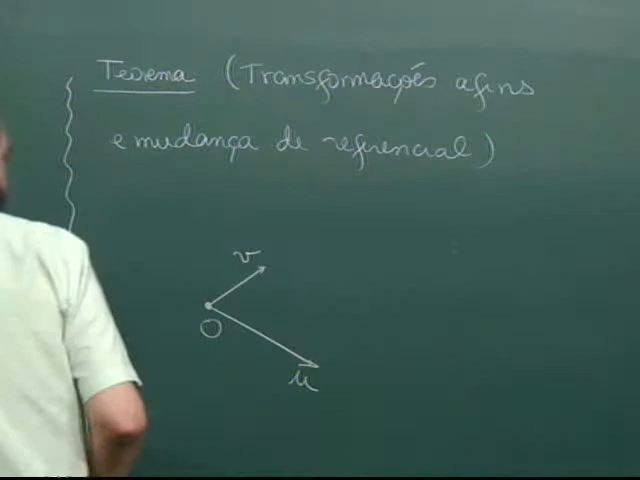 Teorema (Transformações afins
e mudança de referencial)
v
O
u